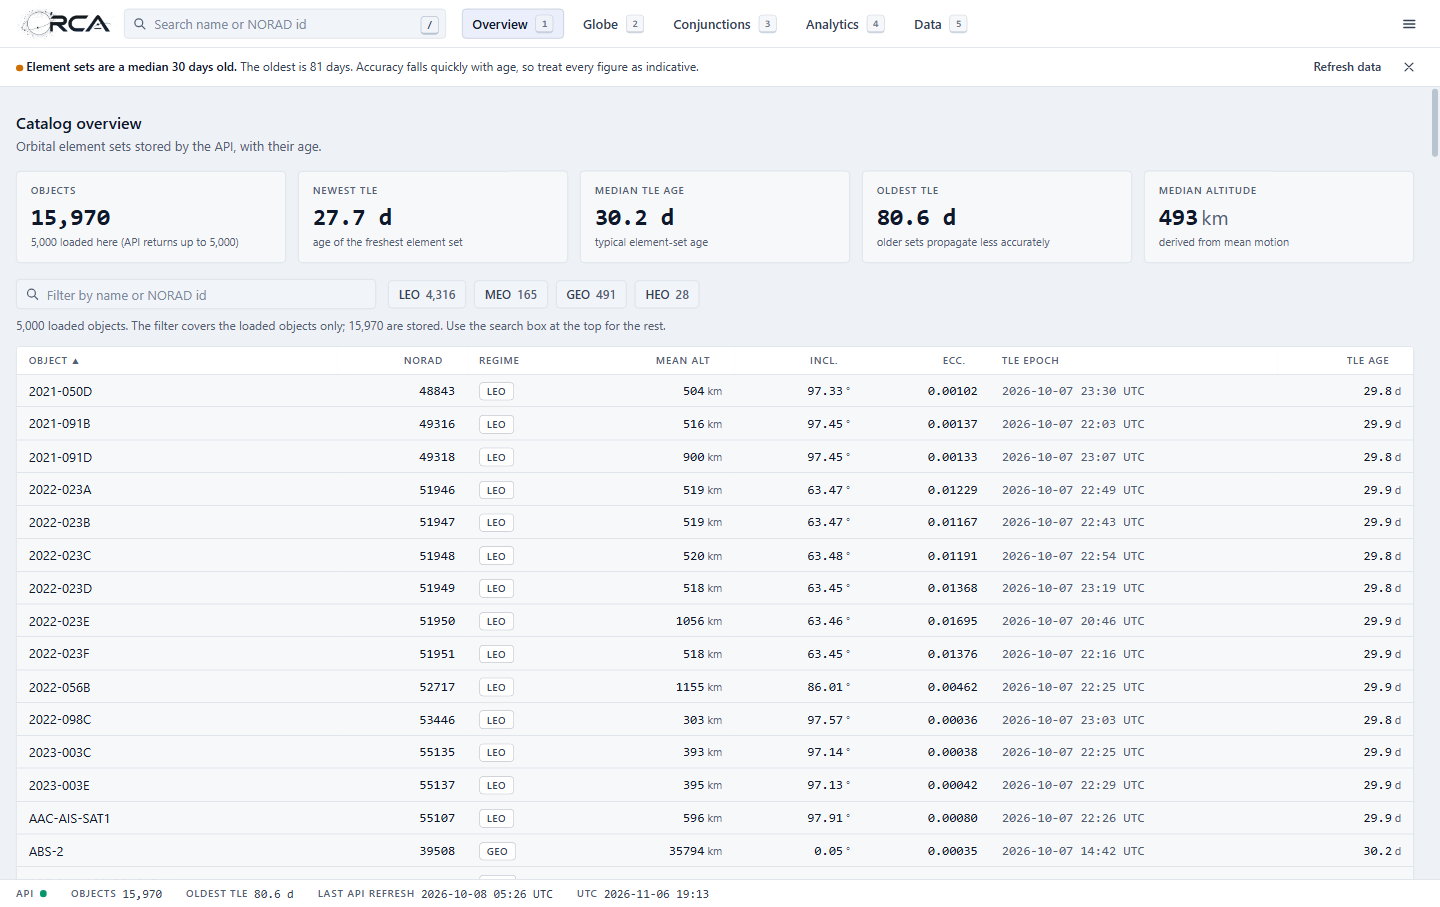 ORCA
Search name or NORAD id /
Overview 1
Globe 2
Conjunctions 3
Analytics 4
Data 5
Element sets are a median 30 days old. The oldest is 81 days. Accuracy falls quickly with age, so treat every figure as indicative.
Refresh data
Catalog overview
Orbital element sets stored by the API, with their age.
OBJECTS
15,970
5,000 loaded here (API returns up to 5,000)
NEWEST TLE
27.7 d
age of the freshest element set
MEDIAN TLE AGE
30.2 d
typical element-set age
OLDEST TLE
80.6 d
older sets propagate less accurately
MEDIAN ALTITUDE
493 km
derived from mean motion
Filter by name or NORAD id
LEO 4,316
MEO 165
GEO 491
HEO 28
5,000 loaded objects. The filter covers the loaded objects only; 15,970 are stored. Use the search box at the top for the rest.
OBJECT ▲ NORAD REGIME MEAN ALT INCL. ECC. TLE EPOCH TLE AGE
2021-050D 48843 LEO 504 km 97.33 ° 0.00102 2026-10-07 23:30 UTC 29.8 d
2021-091B 49316 LEO 516 km 97.45 ° 0.00137 2026-10-07 22:03 UTC 29.9 d
2021-091D 49318 LEO 900 km 97.45 ° 0.00133 2026-10-07 23:07 UTC 29.8 d
2022-023A 51946 LEO 519 km 63.47 ° 0.01229 2026-10-07 22:49 UTC 29.9 d
2022-023B 51947 LEO 519 km 63.47 ° 0.01167 2026-10-07 22:43 UTC 29.9 d
2022-023C 51948 LEO 520 km 63.48 ° 0.01191 2026-10-07 22:54 UTC 29.8 d
2022-023D 51949 LEO 518 km 63.45 ° 0.01368 2026-10-07 23:19 UTC 29.8 d
2022-023E 51950 LEO 1056 km 63.46 ° 0.01695 2026-10-07 20:46 UTC 29.9 d
2022-023F 51951 LEO 518 km 63.45 ° 0.01376 2026-10-07 22:16 UTC 29.9 d
2022-056B 52717 LEO 1155 km 86.01 ° 0.00462 2026-10-07 22:25 UTC 29.9 d
2022-098C 53446 LEO 303 km 97.57 ° 0.00036 2026-10-07 23:03 UTC 29.8 d
2023-003C 55135 LEO 393 km 97.14 ° 0.00038 2026-10-07 22:25 UTC 29.9 d
2023-003E 55137 LEO 395 km 97.13 ° 0.00042 2026-10-07 22:29 UTC 29.9 d
AAC-AIS-SAT1 55107 LEO 596 km 97.91 ° 0.00080 2026-10-07 22:26 UTC 29.9 d
ABS-2 39508 GEO 35794 km 0.05 ° 0.00035 2026-10-07 14:42 UTC 30.2 d
API OBJECTS 15,970 OLDEST TLE 80.6 d LAST API REFRESH 2026-10-08 05:26 UTC UTC 2026-11-06 19:13